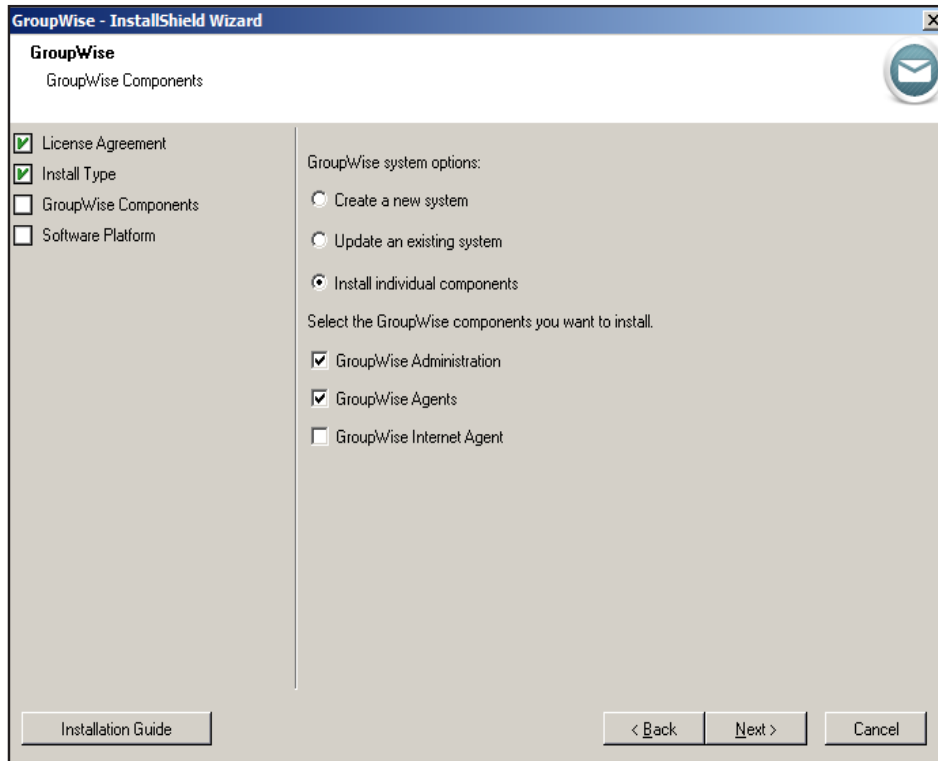 GroupWise - InstallShield Wizard
GroupWise
GroupWise Components
License Agreement
Install Type
GroupWise Components
Software Platform
GroupWise system options:
Create a new system
Update an existing system
Install individual components
Select the GroupWise components you want to install.
GroupWise Administration
GroupWise Agents
GroupWise Internet Agent
Installation Guide
< Back
Next >
Cancel